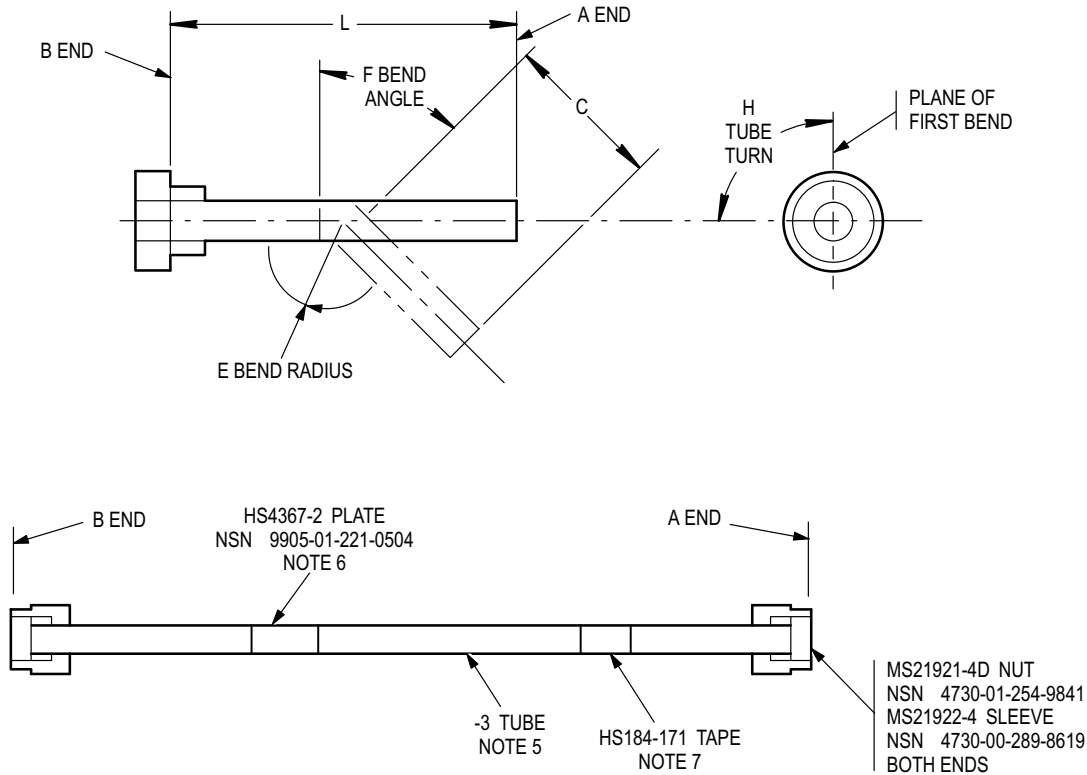 L
A END
B END
F BEND
ANGLE
C
H
TUBE
TURN
PLANE OF
FIRST BEND
E BEND RADIUS
B END
HS4367-2 PLATE
NSN 9905-01-221-0504
NOTE 6
A END
-3 TUBE
NOTE 5
HS184-171 TAPE
NOTE 7
MS21921-4D NUT
NSN 4730-01-254-9841
MS21922-4 SLEEVE
NSN 4730-00-289-8619
BOTH ENDS